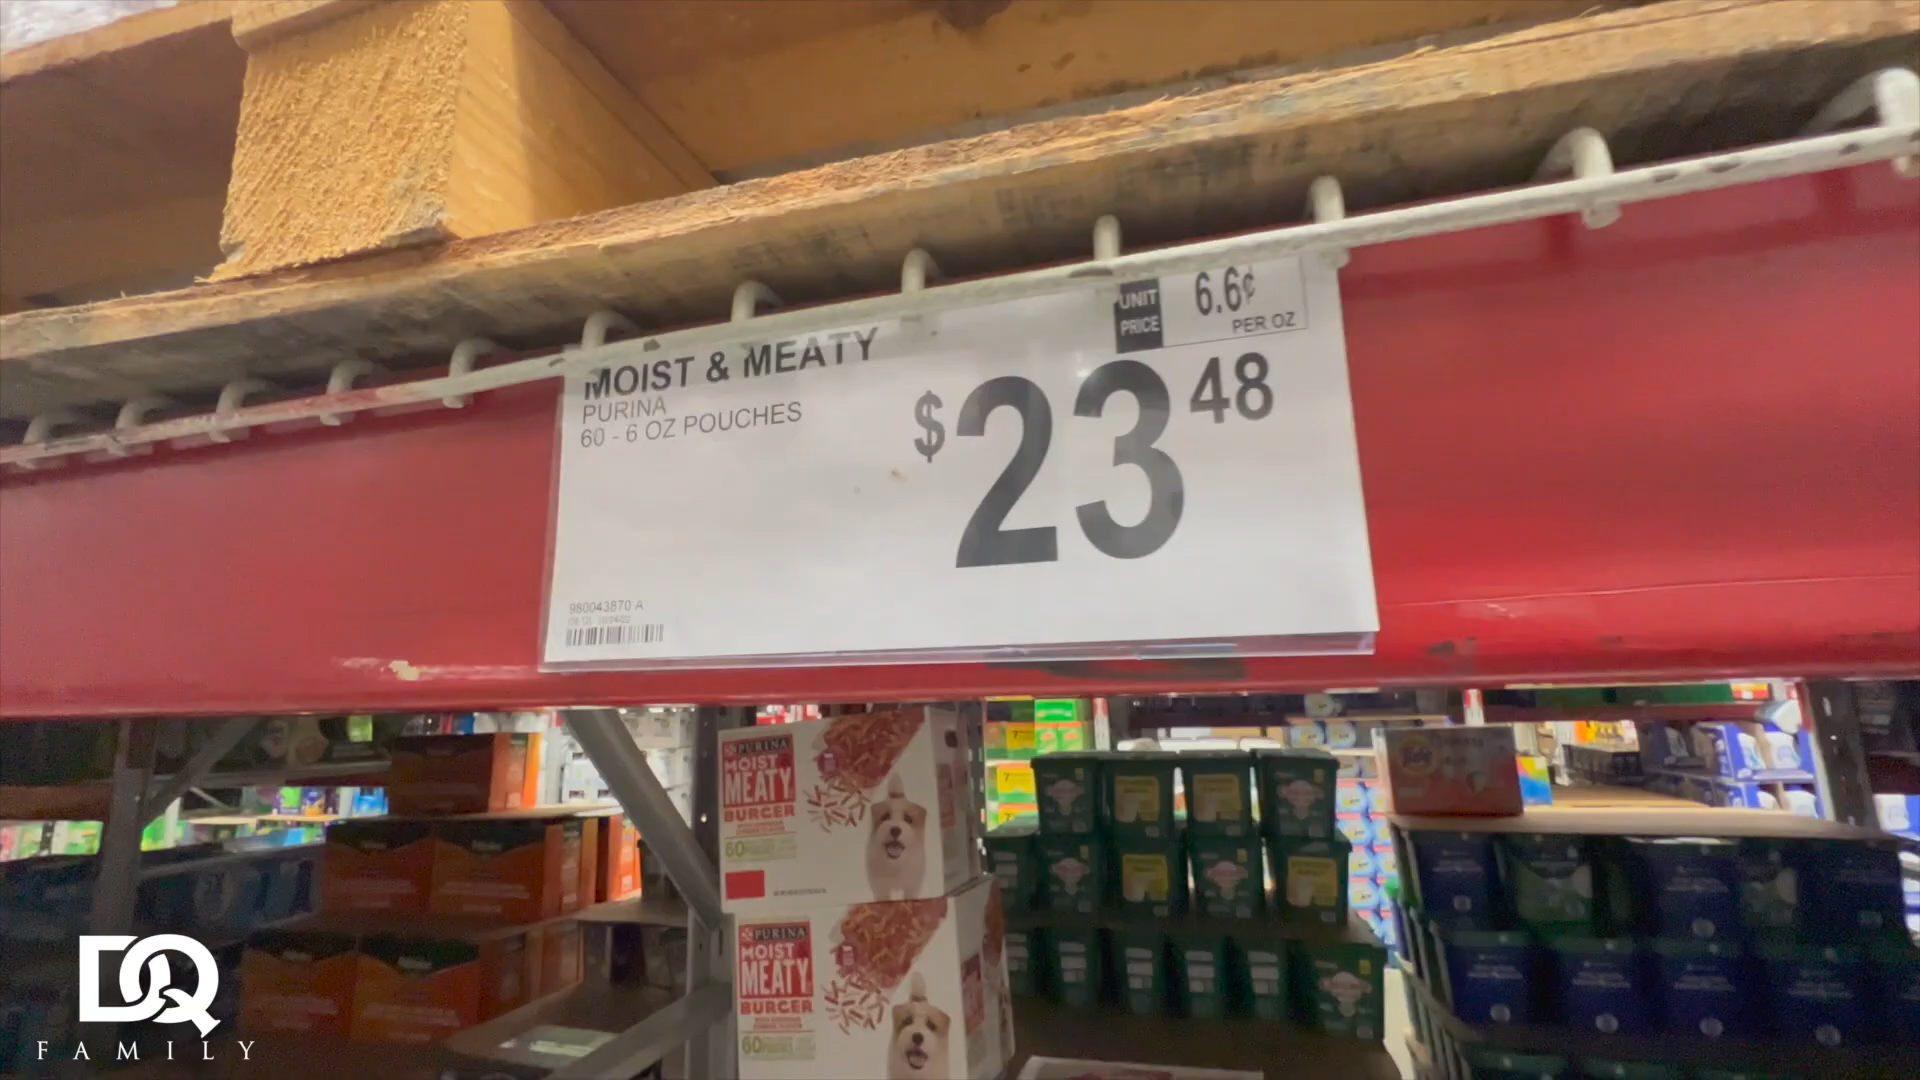 UNIT
PRICE
6.6¢
PER OZ
MOIST & MEATY
PURINA
60 - 6 OZ POUCHES
$23 48
980043870 A
PURINA
MOIST
MEATY
BURGER
60
PURINA
MOIST
MEATY
BURGER
60
DQ
FAMILY